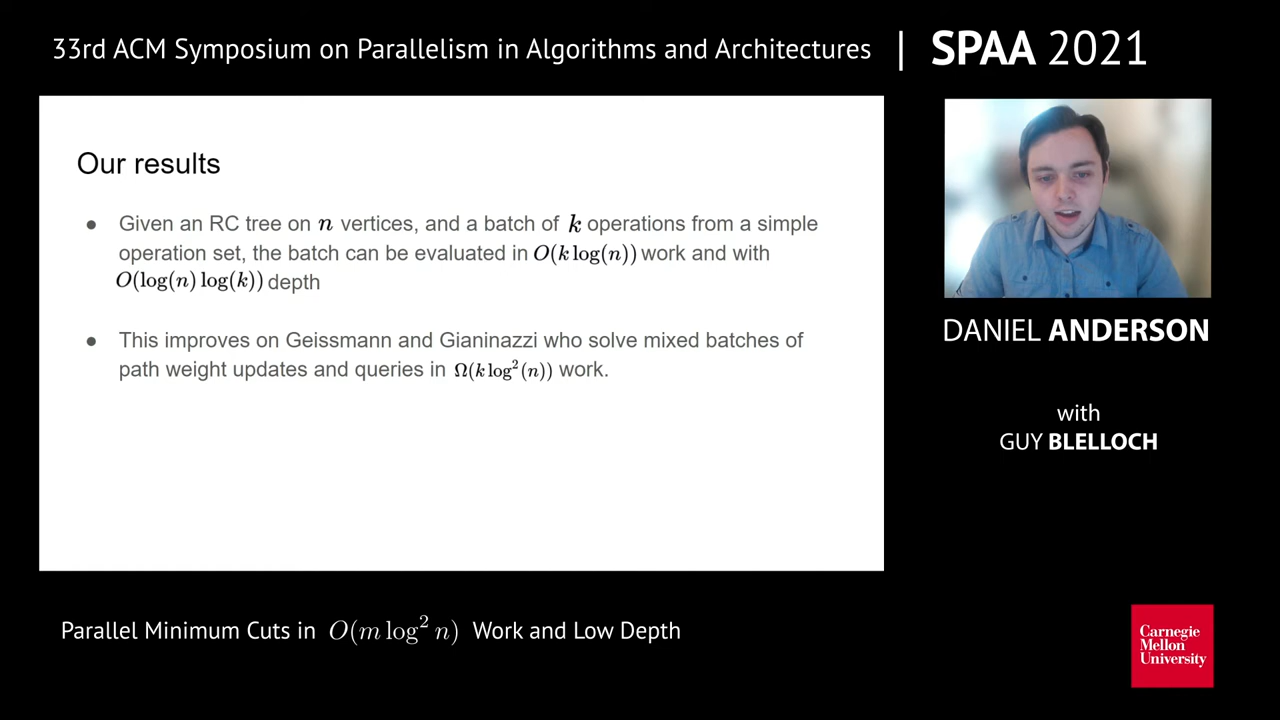 33rd ACM Symposium on Parallelism in Algorithms and Architectures | SPAA 2021
Our results
● Given an RC tree on n vertices, and a batch of k operations from a simple
operation set, the batch can be evaluated in O(k log(n)) work and with
O(log(n) log(k)) depth
● This improves on Geissmann and Gianinazzi who solve mixed batches of
path weight updates and queries in Ω(k log²(n)) work.
DANIEL ANDERSON
with
GUY BLELLOCH
Parallel Minimum Cuts in O(m log² n) Work and Low Depth
Carnegie
Mellon
University